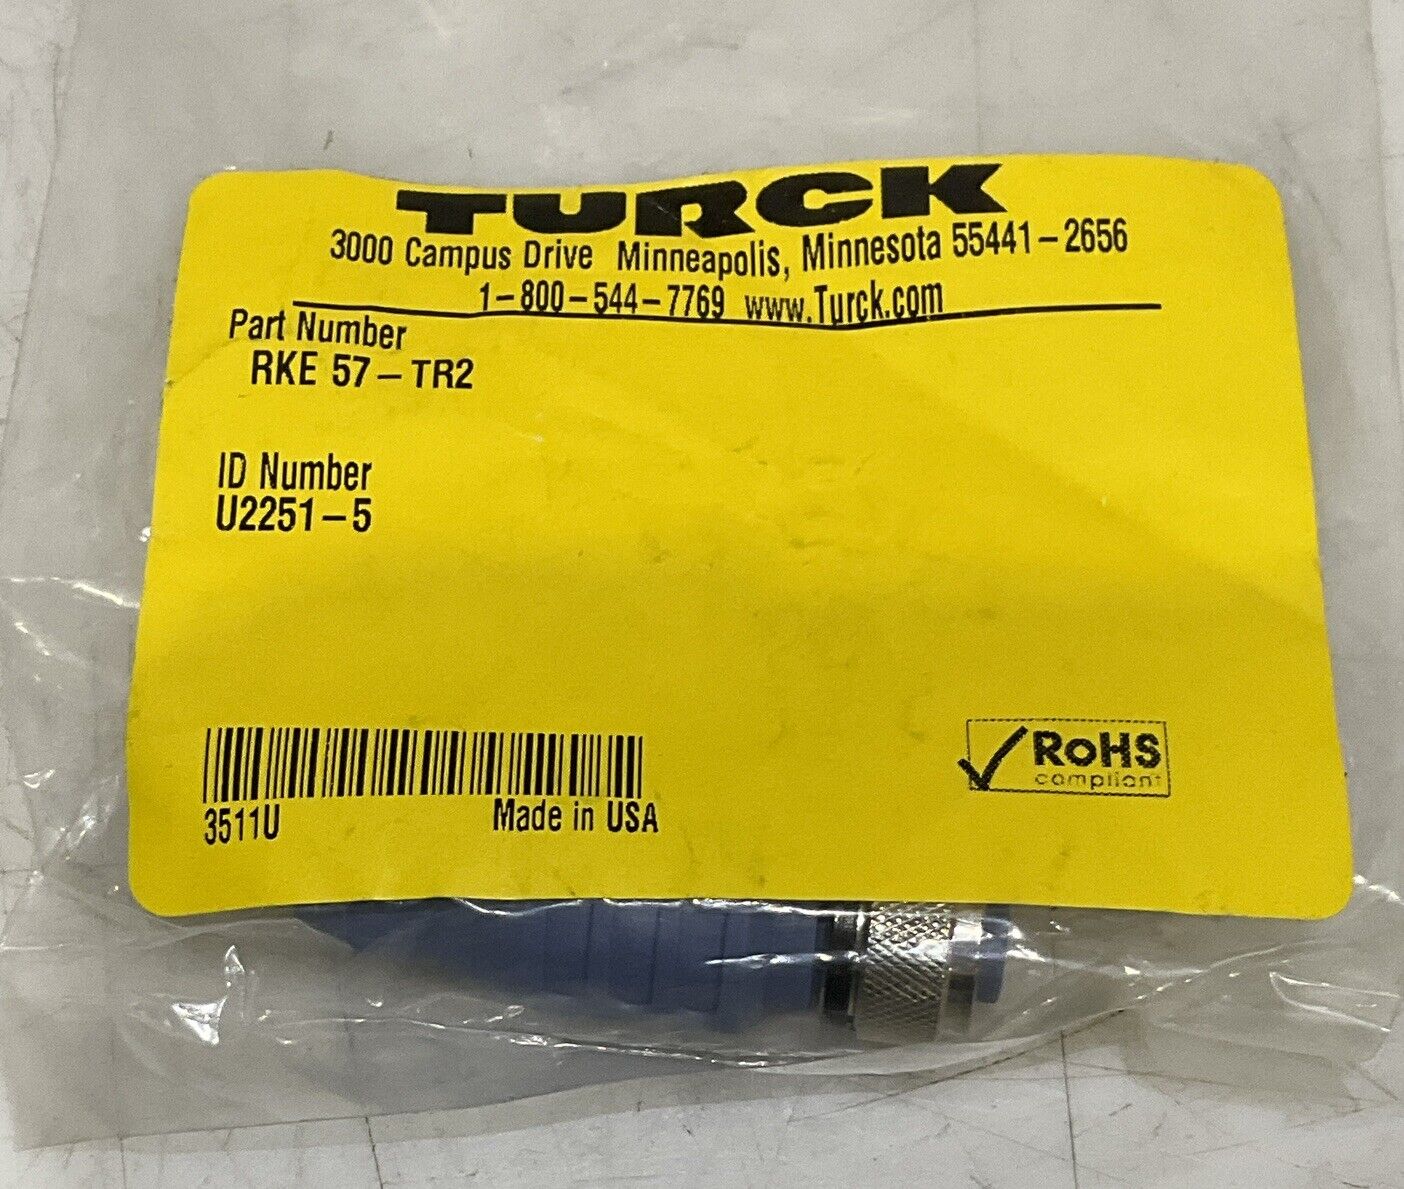 TURCK
3000 Campus Drive Minneapolis, Minnesota 55441-2656
1-800-544-7769 www.Turck.com
Part Number
RKE 57-TR2
ID Number
U2251-5
3511U Made in USA
RoHS
compliant